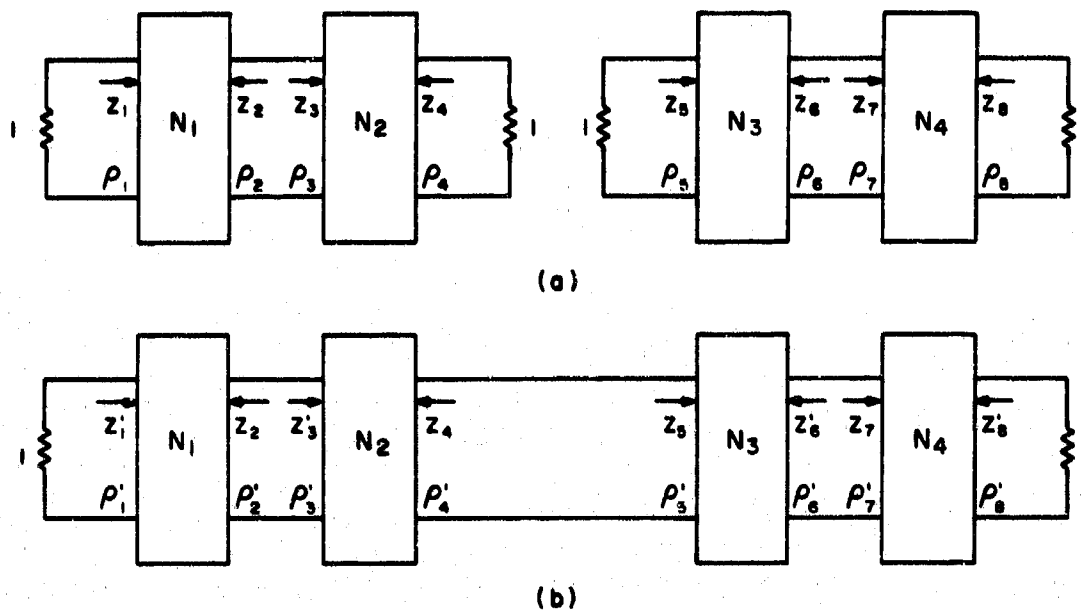 N₁ N₂ N₃ N₄
Z₁ Z₂ Z₃ Z₄ Z₅ Z₆ Z₇ Z₈
1 1 1
ρ₁ ρ₂ ρ₃ ρ₄ ρ₅ ρ₆ ρ₇ ρ₈
(a)
Z'₁ Z₂ Z'₃ Z₄ Z₅ Z'₆ Z₇ Z'₈
N₁ N₂ N₃ N₄
1
ρ'₁ ρ'₂ ρ'₃ ρ'₄ ρ'₅ ρ'₆ ρ'₇ ρ'₈
(b)